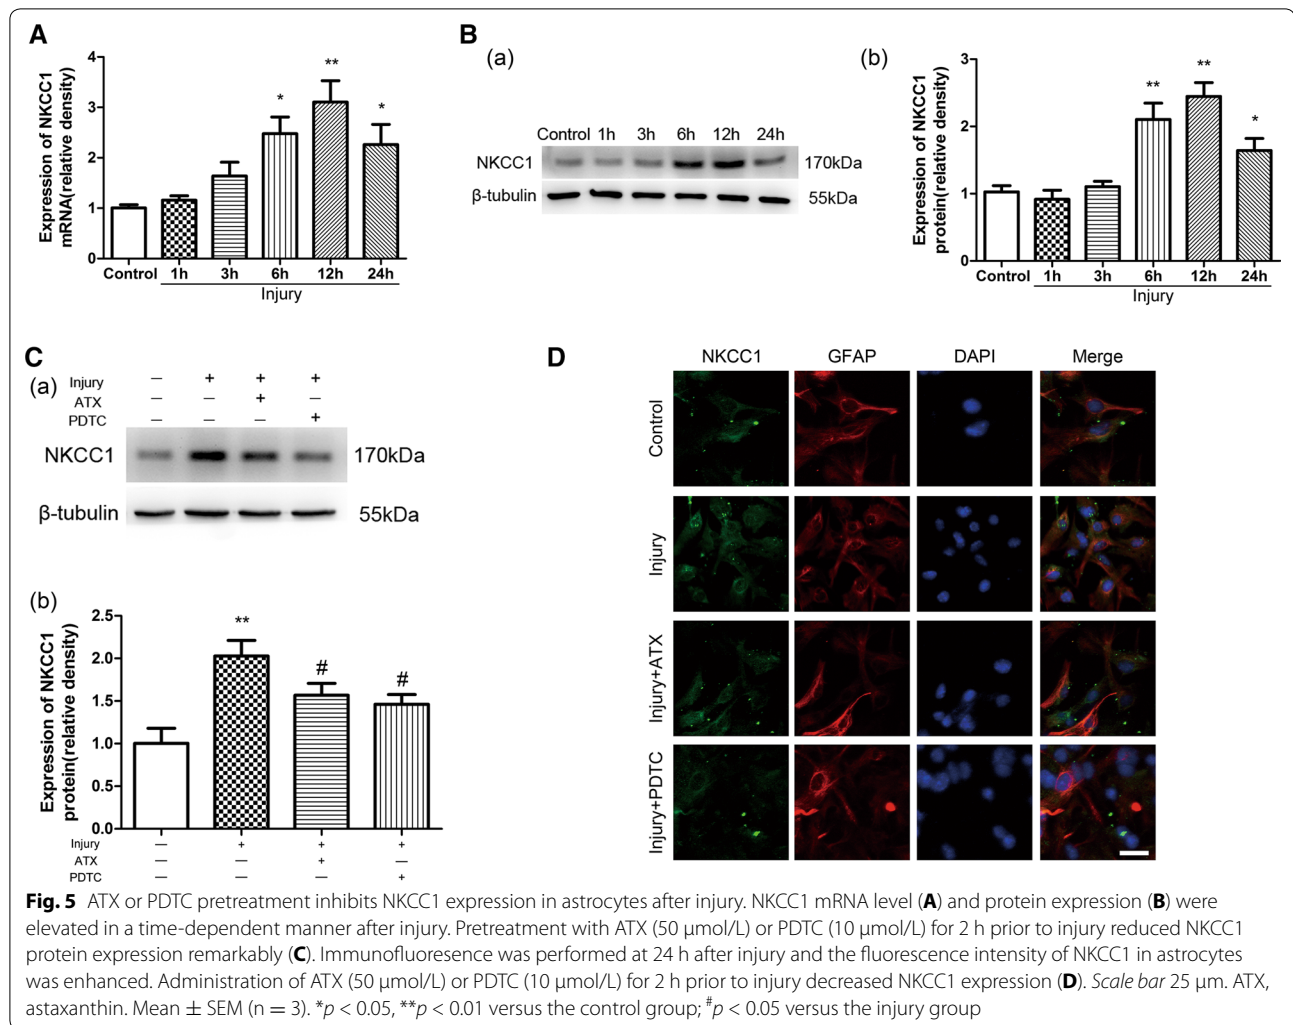 A
Expression of NKCC1
mRNA(relative density)
4
3
2
1
0
*
**
*
Control 1h 3h 6h 12h 24h
Injury
B
(a)
Control 1h 3h 6h 12h 24h
NKCC1 170kDa
β-tubulin 55kDa
(b)
Expression of NKCC1
protein(relative density)
3
2
1
0
**
**
*
Control 1h 3h 6h 12h 24h
Injury
C
(a)
Injury — + + +
ATX — — + —
PDTC — — — +
NKCC1 170kDa
β-tubulin 55kDa
(b)
Expression of NKCC1
protein(relative density)
2.5
2.0
1.5
1.0
0.5
0.0
**
#
#
Injury — + + +
ATX — — + —
PDTC — — — +
D
NKCC1 GFAP DAPI Merge
Control
Injury
Injury+ATX
Injury+PDTC
Fig. 5 ATX or PDTC pretreatment inhibits NKCC1 expression in astrocytes after injury. NKCC1 mRNA level (A) and protein expression (B) were
elevated in a time-dependent manner after injury. Pretreatment with ATX (50 μmol/L) or PDTC (10 μmol/L) for 2 h prior to injury reduced NKCC1
protein expression remarkably (C). Immunofluoresence was performed at 24 h after injury and the fluorescence intensity of NKCC1 in astrocytes
was enhanced. Administration of ATX (50 μmol/L) or PDTC (10 μmol/L) for 2 h prior to injury decreased NKCC1 expression (D). Scale bar 25 μm. ATX,
astaxanthin. Mean ± SEM (n = 3). *p < 0.05, **p < 0.01 versus the control group; #p < 0.05 versus the injury group